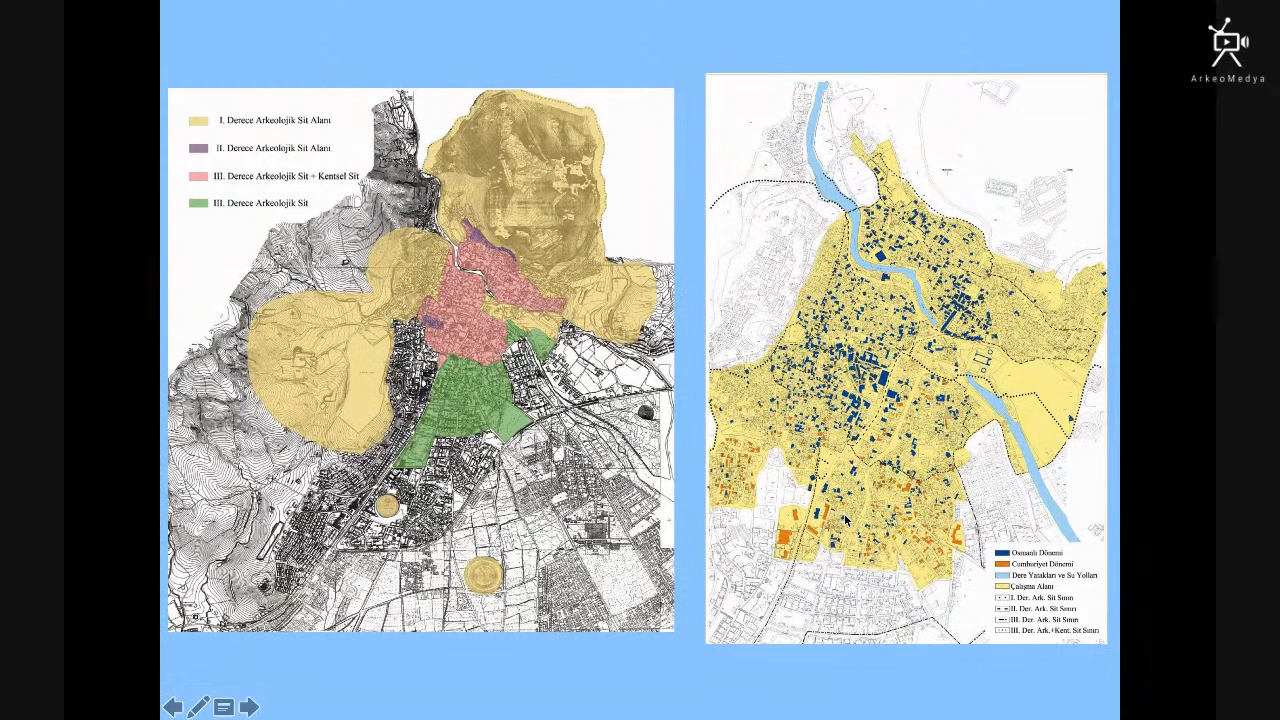 ArkeoMedya
I. Derece Arkeolojik Sit Alanı
II. Derece Arkeolojik Sit Alanı
III. Derece Arkeolojik Sit + Kentsel Sit
III. Derece Arkeolojik Sit
Osmanlı Dönemi
Cumhuriyet Dönemi
Dere Yatakları ve Su Yolları
Çalışma Alanı
I. Der. Ark. Sit Sınırı
II. Der. Ark. Sit Sınırı
III. Der. Ark. Sit Sınırı
III. Der. Ark.+Kent. Sit Sınırı